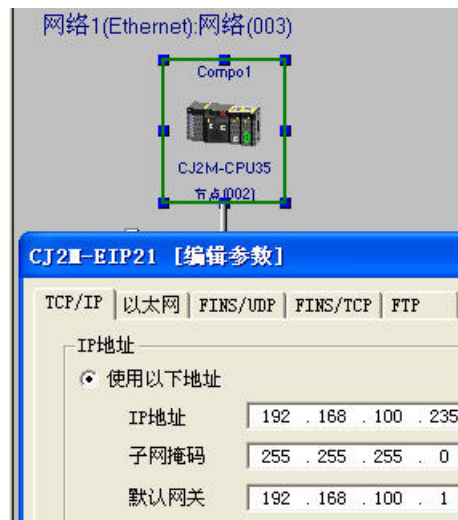 网络1(Ethernet):网络(003)
Compo1
CJ2M-CPU35
节点(002)
CJ2M-EIP21 [编辑参数]
TCP/IP 以太网 FINS/UDP FINS/TCP FTP
IP地址
使用以下地址
IP地址 192 . 168 . 100 . 235
子网掩码 255 . 255 . 255 . 0
默认网关 192 . 168 . 100 . 1